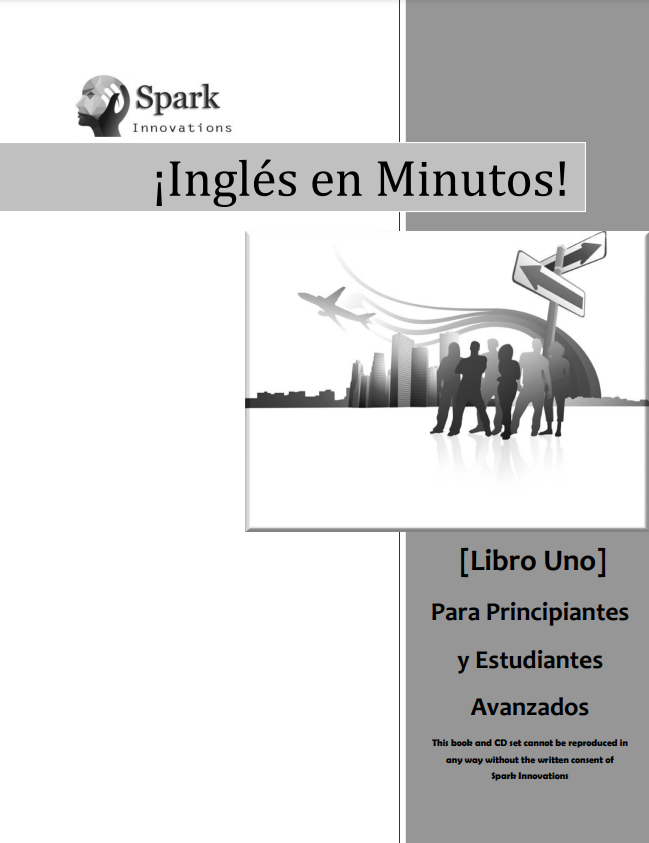 Spark
Innovations
¡Inglés en Minutos!
[Libro Uno]
Para Principiantes
y Estudiantes
Avanzados
This book and CD set cannot be reproduced in
any way without the written consent of
Spark Innovations